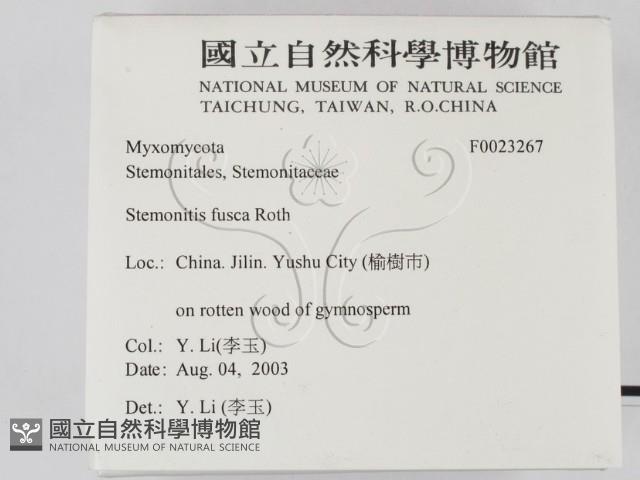 國立自然科學博物館
NATIONAL MUSEUM OF NATURAL SCIENCE
TAICHUNG, TAIWAN, R.O.CHINA
Myxomycota F0023267
Stemonitales, Stemonitaceae
Stemonitis fusca Roth
Loc.: China. Jilin. Yushu City (榆樹市)
on rotten wood of gymnosperm
Col.: Y. Li(李玉)
Date: Aug. 04, 2003
Det.: Y. Li (李玉)
國立自然科學博物館
NATIONAL MUSEUM OF NATURAL SCIENCE